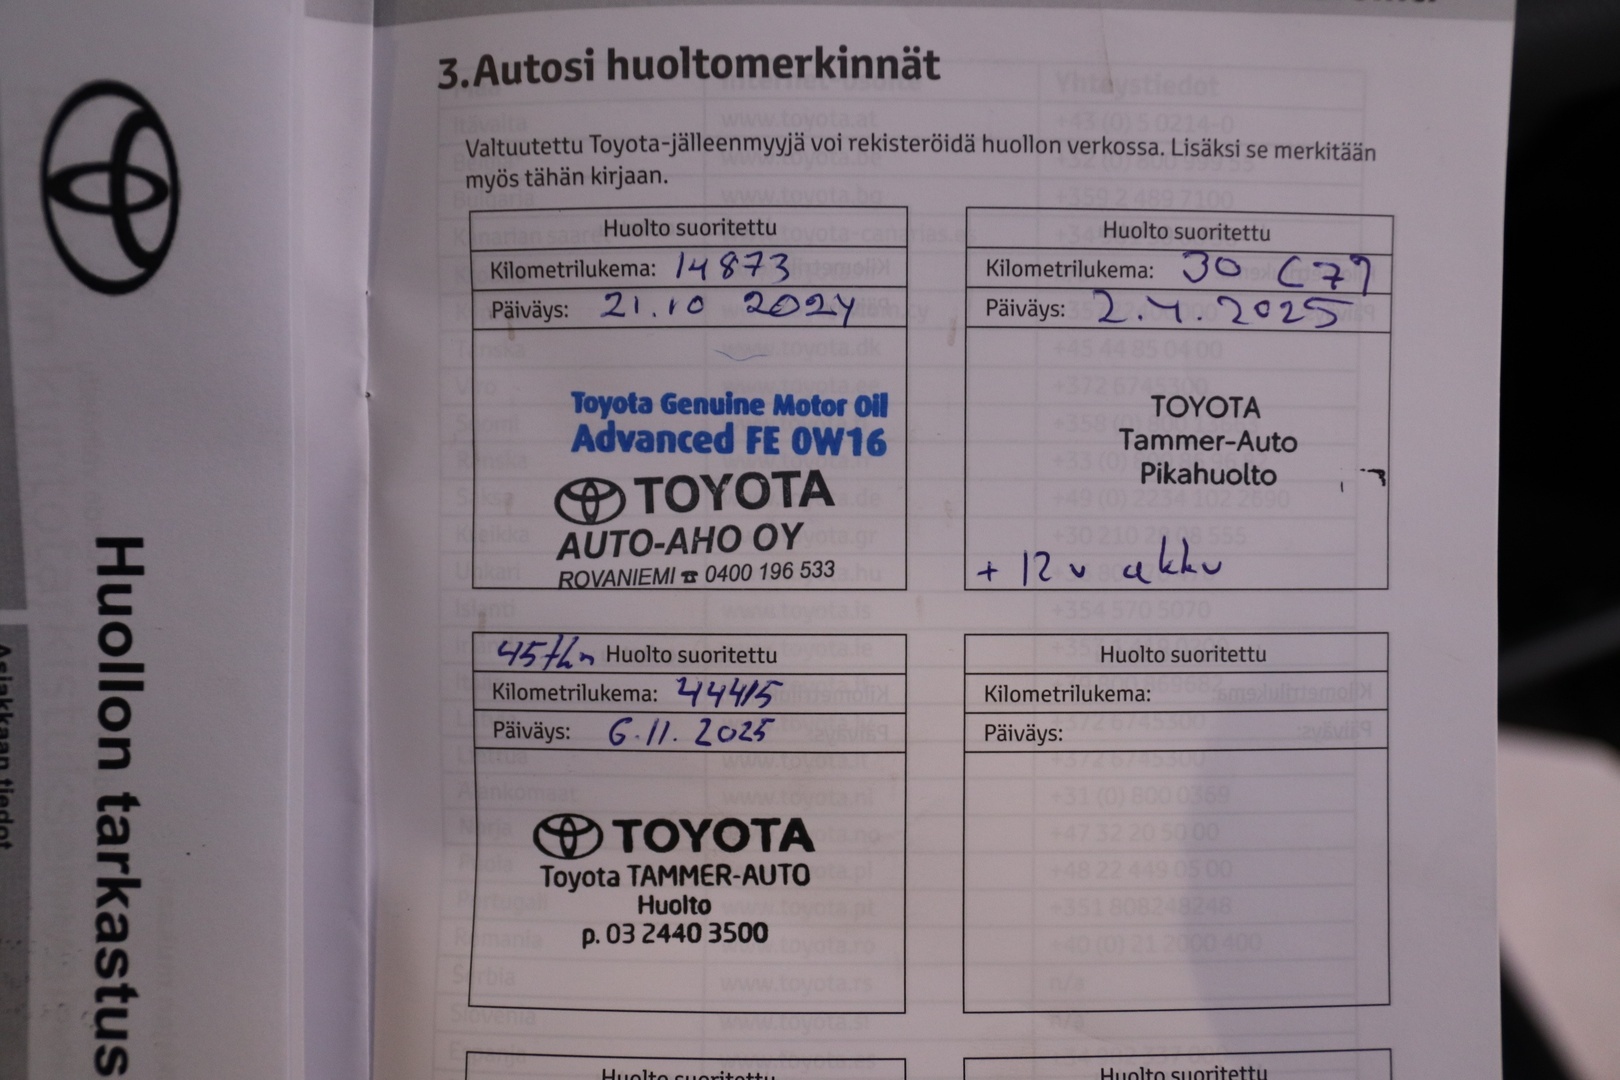 3.Autosi huoltomerkinnät
Valtuutettu Toyota-jälleenmyyjä voi rekisteröidä huollon verkossa. Lisäksi se merkitään
myös tähän kirjaan.
Huolto suoritettu
Kilometrilukema: 14873
Päiväys: 21.10 2024
Toyota Genuine Motor Oil
Advanced FE 0W16
TOYOTA
AUTO-AHO OY
ROVANIEMI ☎ 0400 196 533
Huolto suoritettu
Kilometrilukema: 30
Päiväys: 2. 2025
TOYOTA
Tammer-Auto
Pikahuolto
+ 12 v akku
45tkm Huolto suoritettu
Kilometrilukema: 44415
Päiväys: 6.11. 2025
TOYOTA
Toyota TAMMER-AUTO
Huolto
p. 03 2440 3500
Huolto suoritettu
Kilometrilukema:
Päiväys:
Huolto suoritettu
Huolto suoritettu
Huollon tarkastus
Asiakkaan tiedot